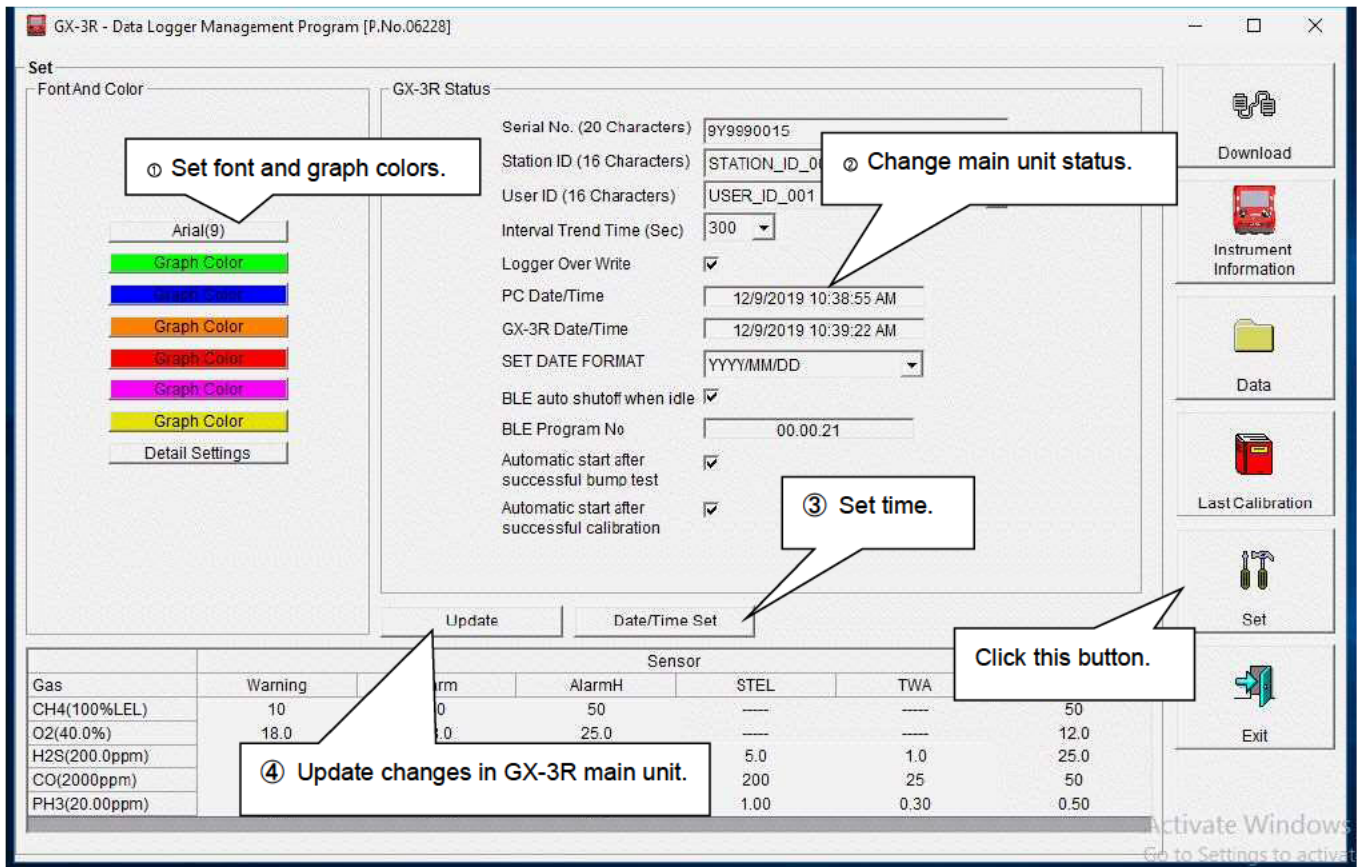 GX-3R - Data Logger Management Program [P.No.06228]
Set
Font And Color
GX-3R Status
① Set font and graph colors.
Arial(9)
Graph Color
Graph Color
Graph Color
Graph Color
Graph Color
Graph Color
Detail Settings
Serial No. (20 Characters) 9Y9990015
Station ID (16 Characters)
② Change main unit status.
User ID (16 Characters) USER_ID_001
Interval Trend Time (Sec) 300
Logger Over Write
PC Date/Time 12/9/2019 10:38:55 AM
GX-3R Date/Time 12/9/2019 10:39:22 AM
SET DATE FORMAT YYYY/MM/DD
BLE auto shutoff when idle
BLE Program No 00.00.21
Automatic start after
successful bump test
Automatic start after
successful calibration
③ Set time.
Update Date/Time Set
Download
Instrument
Information
Data
Last Calibration
Set
Click this button.
Exit
Sensor
Gas Warning AlarmH STEL TWA
CH4(100%LEL) 10 50 ----- ----- 50
O2(40.0%) 18.0 25.0 ----- ----- 12.0
H2S(200.0ppm) 5.0 1.0 25.0
CO(2000ppm) 200 25 50
PH3(20.00ppm) 1.00 0.30 0.50
④ Update changes in GX-3R main unit.
Activate Windows
Go to Settings to